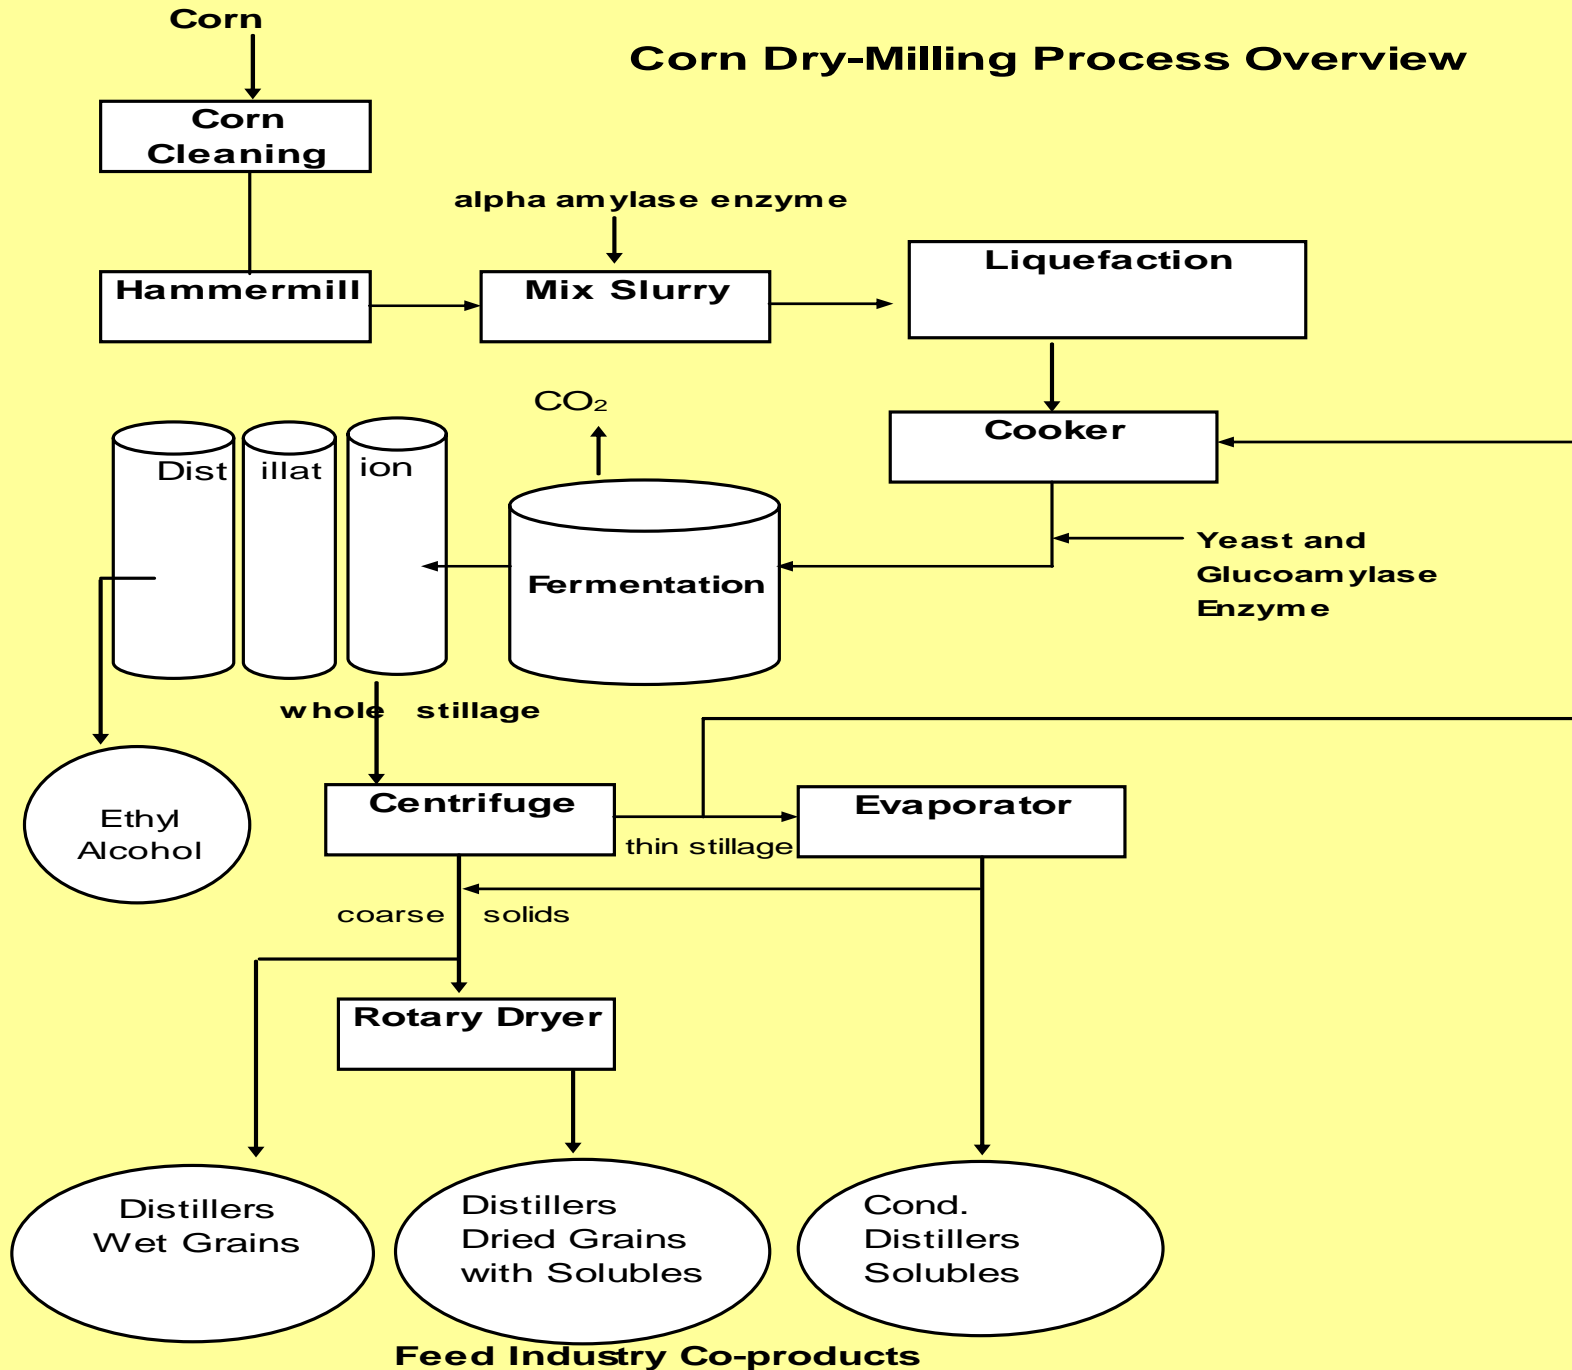 Corn
Corn Dry-Milling Process Overview
Corn
Cleaning
alpha amylase enzyme
Hammermill
Mix Slurry
Liquefaction
CO₂
Cooker
Dist
illat
ion
Fermentation
Yeast and
Glucoamylase
Enzyme
whole stillage
Ethyl
Alcohol
Centrifuge
thin stillage
Evaporator
coarse solids
Rotary Dryer
Distillers
Wet Grains
Distillers
Dried Grains
with Solubles
Cond.
Distillers
Solubles
Feed Industry Co-products